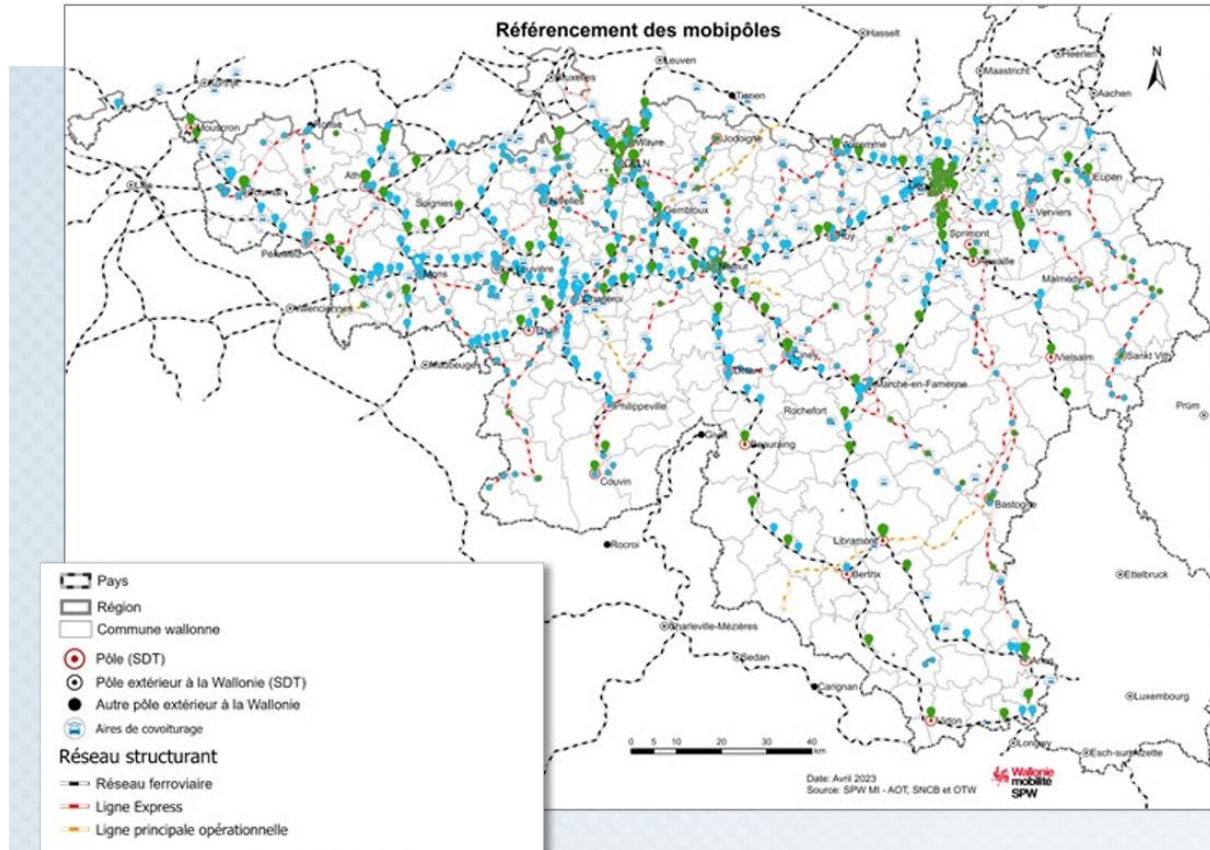 Référencement des mobipôles
Hasselt
Leuven
Heerlen
Maastricht
N
Bruxelles
Tienen
Aachen
Mouscron
Wavre
Jodoigne
Waremme
Eupen
Lille
Ath
Soignies
Nivelles
Gembloux
Huy
Verviers
Sprimont
Aywaille
Malmedy
Mons
La Louvière
Namur
Charleroi
Valenciennes
Thuin
Maubeuge
Ciney
Dinant
Vielsalm
Sankt Vith
Marche-en-Famenne
Philippeville
Rochefort
Prüm
Givet
Beauraing
Couvin
Bastogne
Libramont
Rocroi
Bertrix
Ettelbruck
Charleville-Mézières
Sedan
Arlon
Carignan
Luxembourg
Virton
Longwy
Esch-sur-Alzette
0 5 10 20 30 40
km
Date: Avril 2023
Source: SPW MI - AOT, SNCB et OTW
Wallonie
mobilité
SPW
Pays
Région
Commune wallonne
Pôle (SDT)
Pôle extérieur à la Wallonie (SDT)
Autre pôle extérieur à la Wallonie
Aires de covoiturage
Réseau structurant
Réseau ferroviaire
Ligne Express
Ligne principale opérationnelle